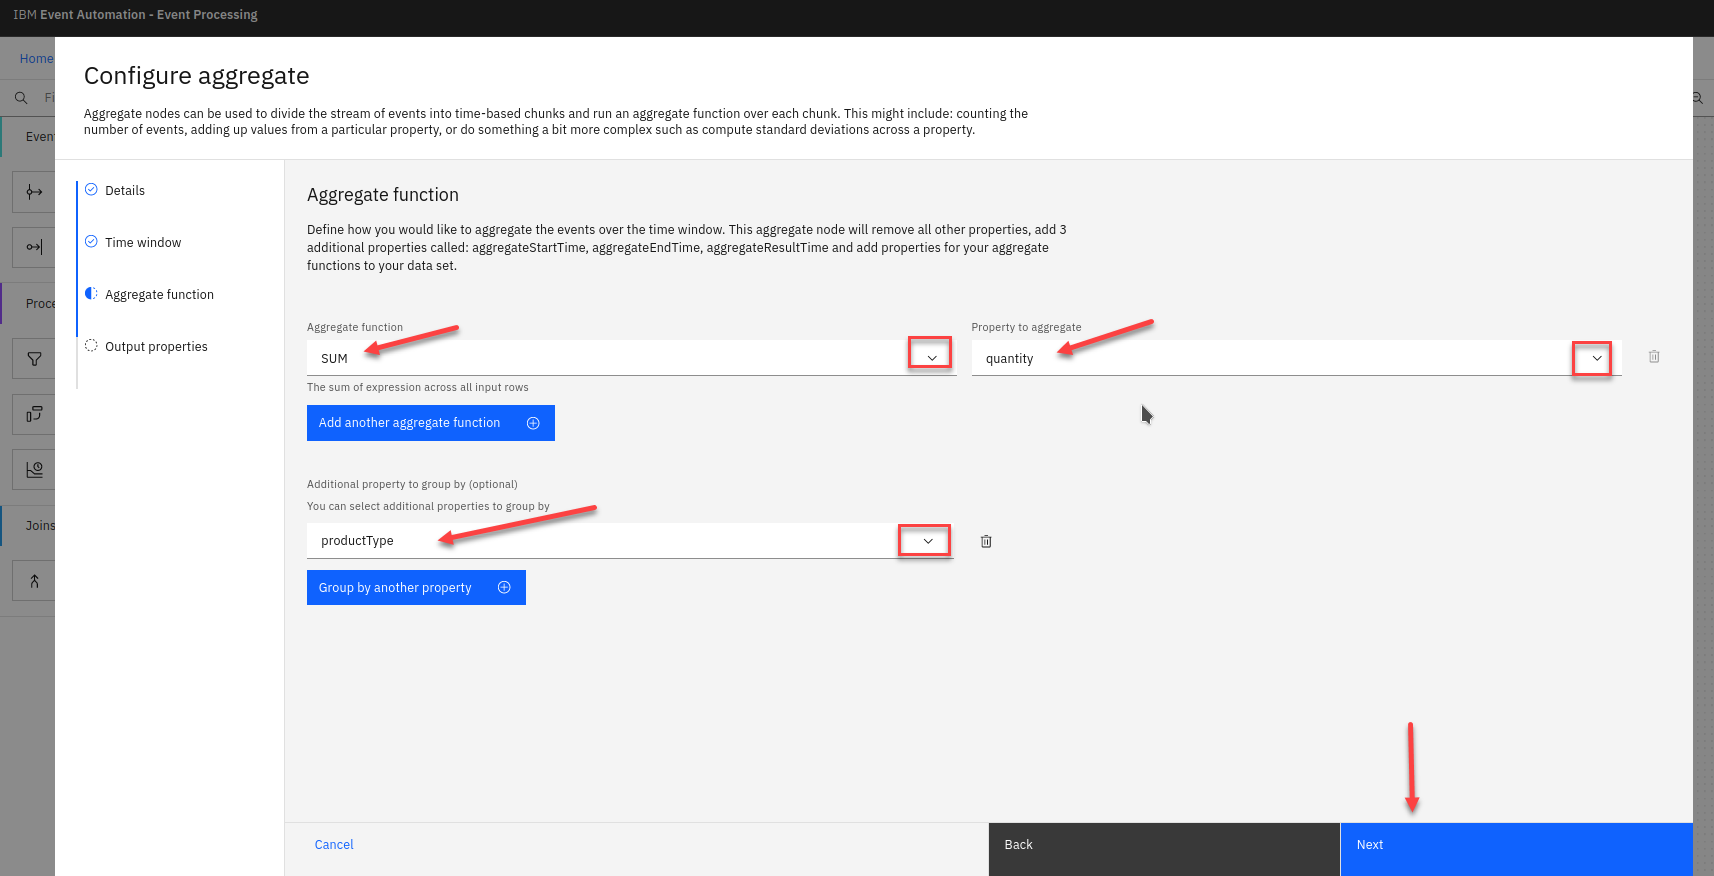 IBM Event Automation - Event Processing
Home
Configure aggregate
Aggregate nodes can be used to divide the stream of events into time-based chunks and run an aggregate function over each chunk. This might include: counting the
number of events, adding up values from a particular property, or do something a bit more complex such as compute standard deviations across a property.
Fi
Even
Proce
Joins
Details
Time window
Aggregate function
Output properties
Aggregate function
Define how you would like to aggregate the events over the time window. This aggregate node will remove all other properties, add 3
additional properties called: aggregateStartTime, aggregateEndTime, aggregateResultTime and add properties for your aggregate
functions to your data set.
Aggregate function
Property to aggregate
SUM
quantity
The sum of expression across all input rows
Add another aggregate function
Additional property to group by (optional)
You can select additional properties to group by
productType
Group by another property
Cancel
Back
Next